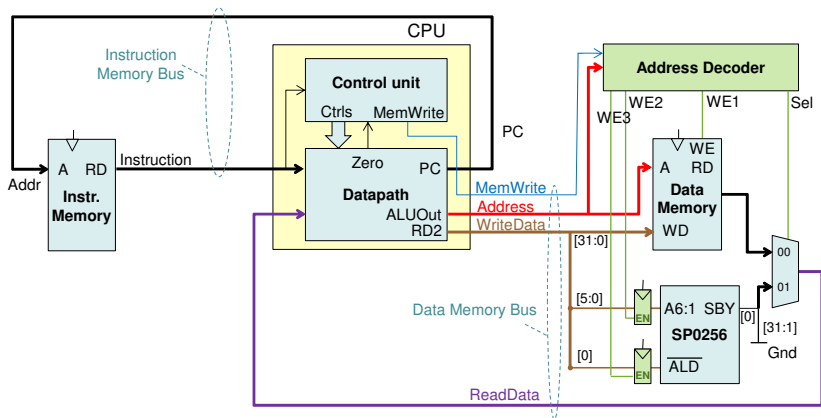 CPU
Instruction
Memory Bus
Control unit
Ctrls
MemWrite
Address Decoder
WE3
WE2
WE1
Sel
PC
A RD
Instr.
Memory
Addr
Instruction
Zero
PC
Datapath
ALUOut
RD2
MemWrite
Address
WriteData
[31:0]
WE
RD
A
Data
Memory
WD
00
01
Data Memory Bus
[5:0]
EN
A6:1 SBY
SP0256
ALD
[0]
[31:1]
Gnd
[0]
EN
ReadData